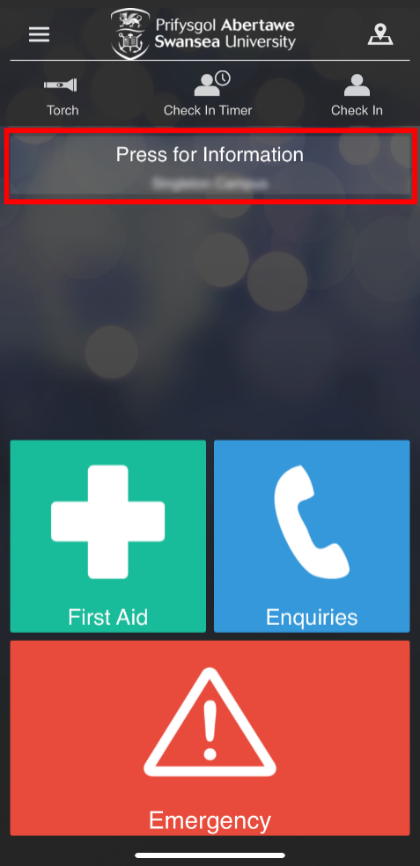 Prifysgol Abertawe
Swansea University
Torch
Check In Timer
Check In
Press for Information
First Aid
Enquiries
Emergency